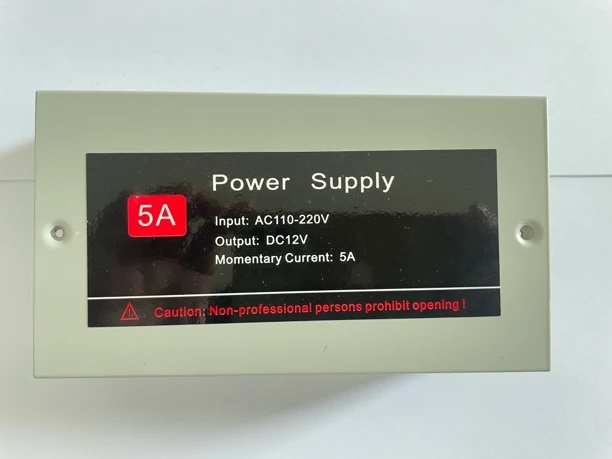 Power Supply
5A
Input: AC110-220V
Output: DC12V
Momentary Current: 5A
Caution: Non-professional persons prohibit opening !